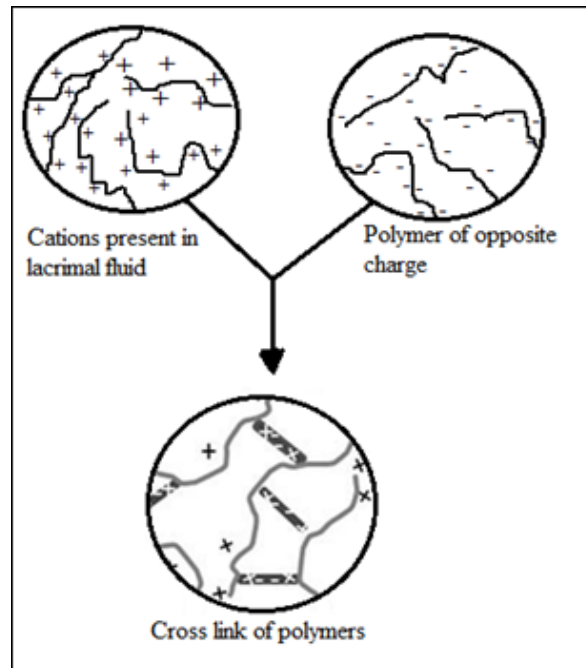 Cations present in
lacrimal fluid
Polymer of opposite
charge
Cross link of polymers